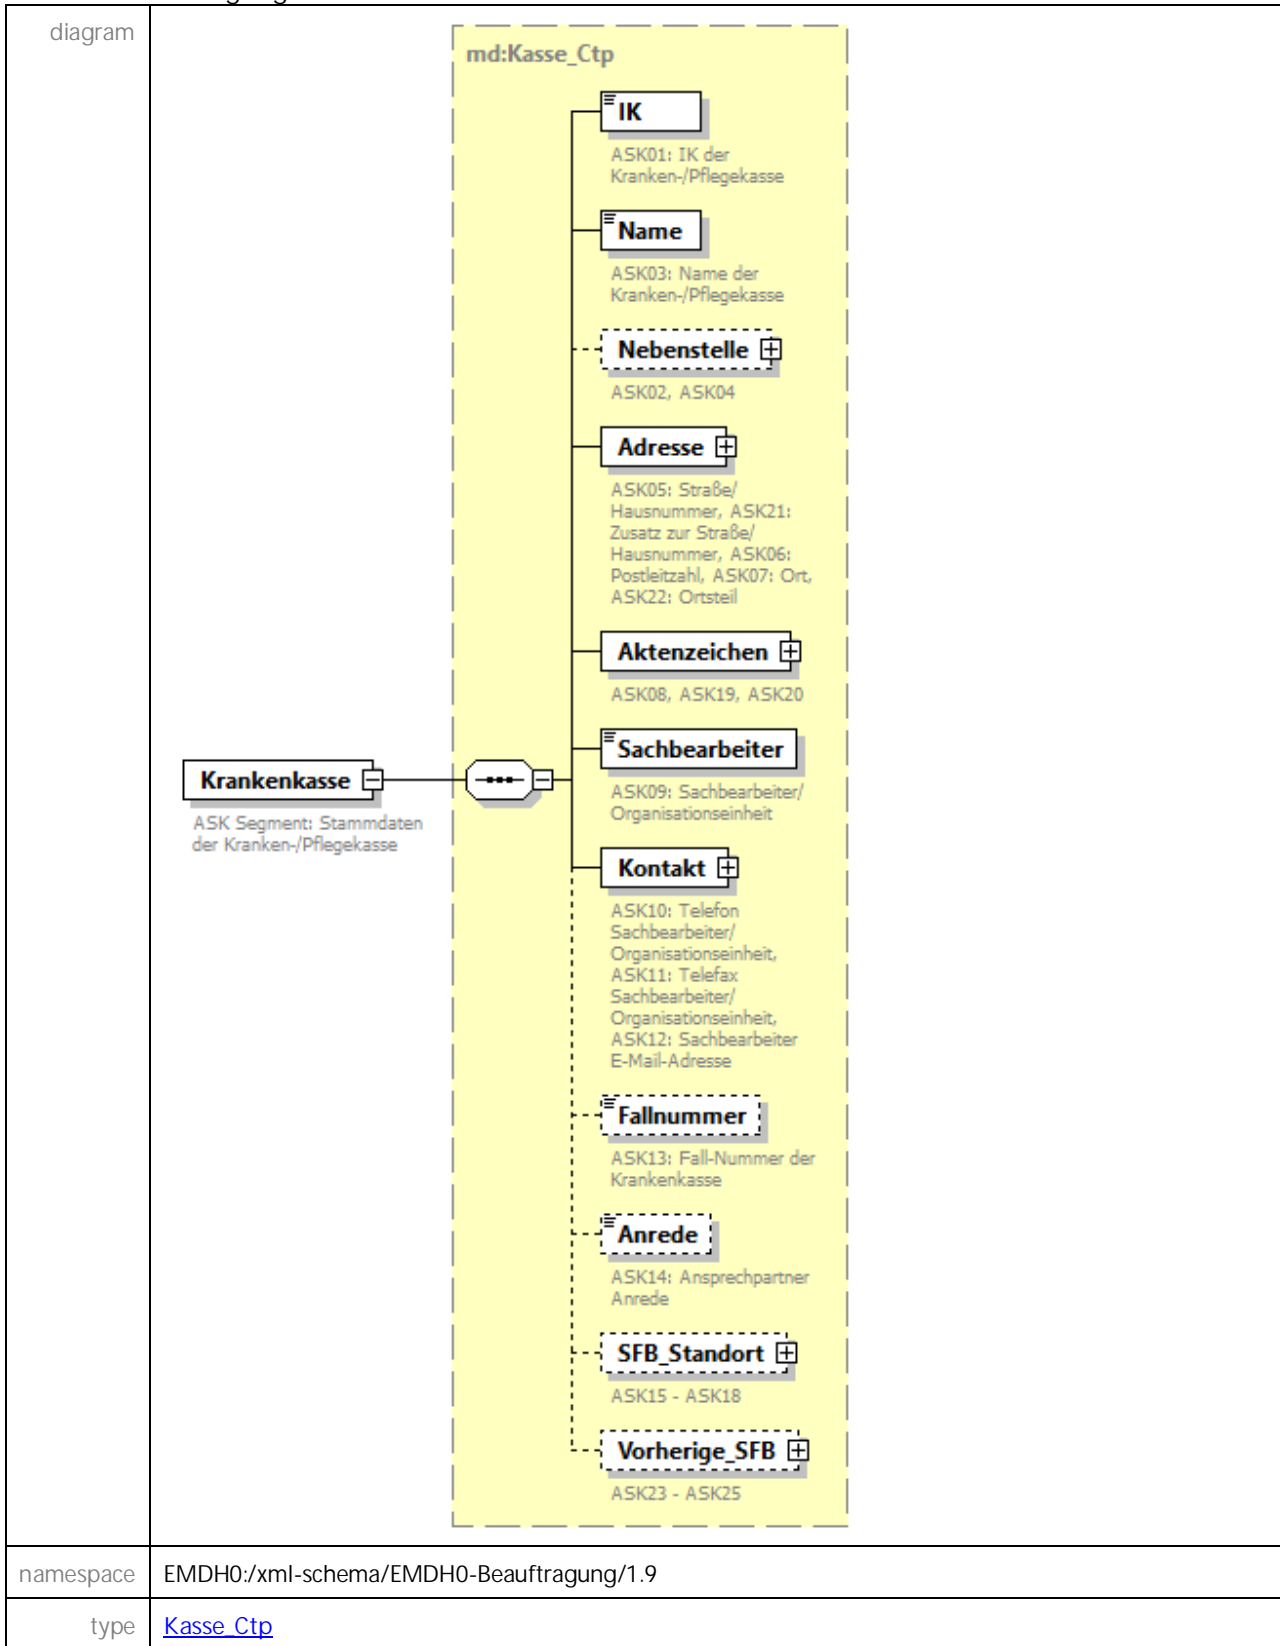 diagram
md:Kasse_Ctp
IK
ASK01: IK der
Kranken-/Pflegekasse
Name
ASK03: Name der
Kranken-/Pflegekasse
Nebenstelle
ASK02, ASK04
Adresse
ASK05: Straße/
Hausnummer, ASK21:
Zusatz zur Straße/
Hausnummer, ASK06:
Postleitzahl, ASK07: Ort,
ASK22: Ortsteil
Aktenzeichen
ASK08, ASK19, ASK20
Sachbearbeiter
ASK09: Sachbearbeiter/
Organisationseinheit
Krankenkasse
ASK Segment: Stammdaten
der Kranken-/Pflegekasse
Kontakt
ASK10: Telefon
Sachbearbeiter/
Organisationseinheit,
ASK11: Telefax
Sachbearbeiter/
Organisationseinheit,
ASK12: Sachbearbeiter
E-Mail-Adresse
Fallnummer
ASK13: Fall-Nummer der
Krankenkasse
Anrede
ASK14: Ansprechpartner
Anrede
SFB_Standort
ASK15 - ASK18
Vorherige_SFB
ASK23 - ASK25
namespace EMDH0:/xml-schema/EMDH0-Beauftragung/1.9
type Kasse_Ctp